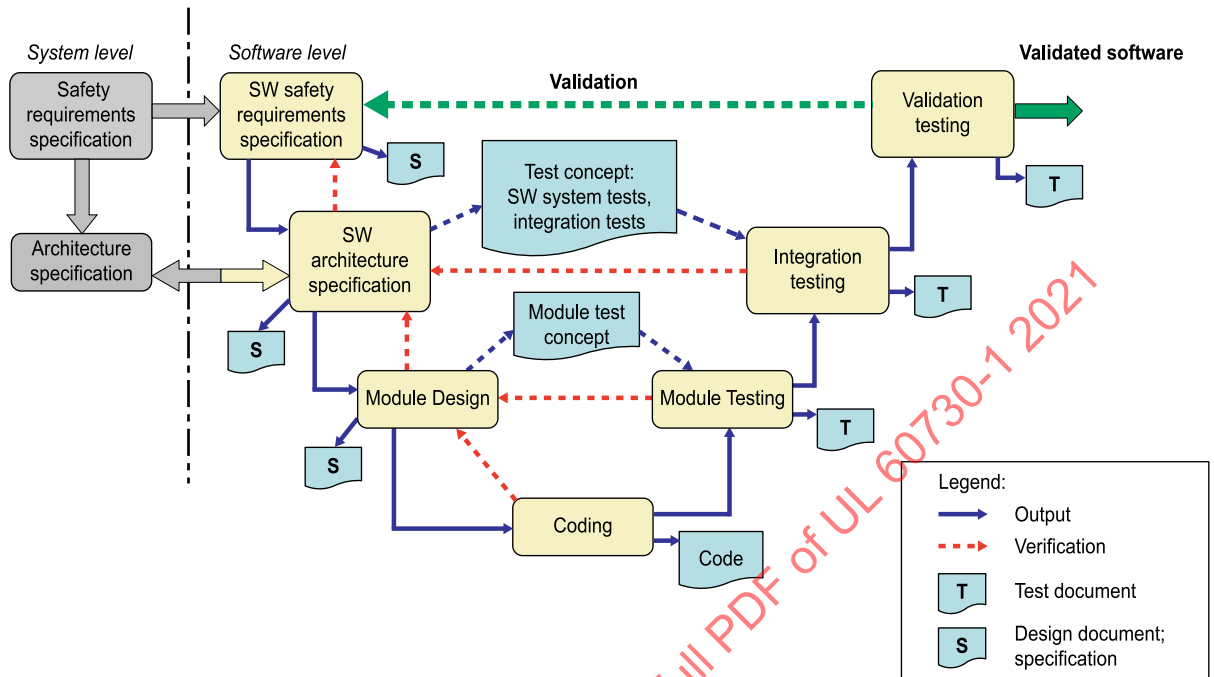 System level
Software level
Validated software
Safety
requirements
specification
SW safety
requirements
specification
Validation
Validation
testing
S
T
Test concept:
SW system tests,
integration tests
Architecture
specification
SW
architecture
specification
Integration
testing
S
T
Module test
concept
Module Design
Module Testing
S
T
Coding
Code
Legend:
Output
Verification
T
Test document
S
Design document;
specification
full PDF of UL 60730-1 2021